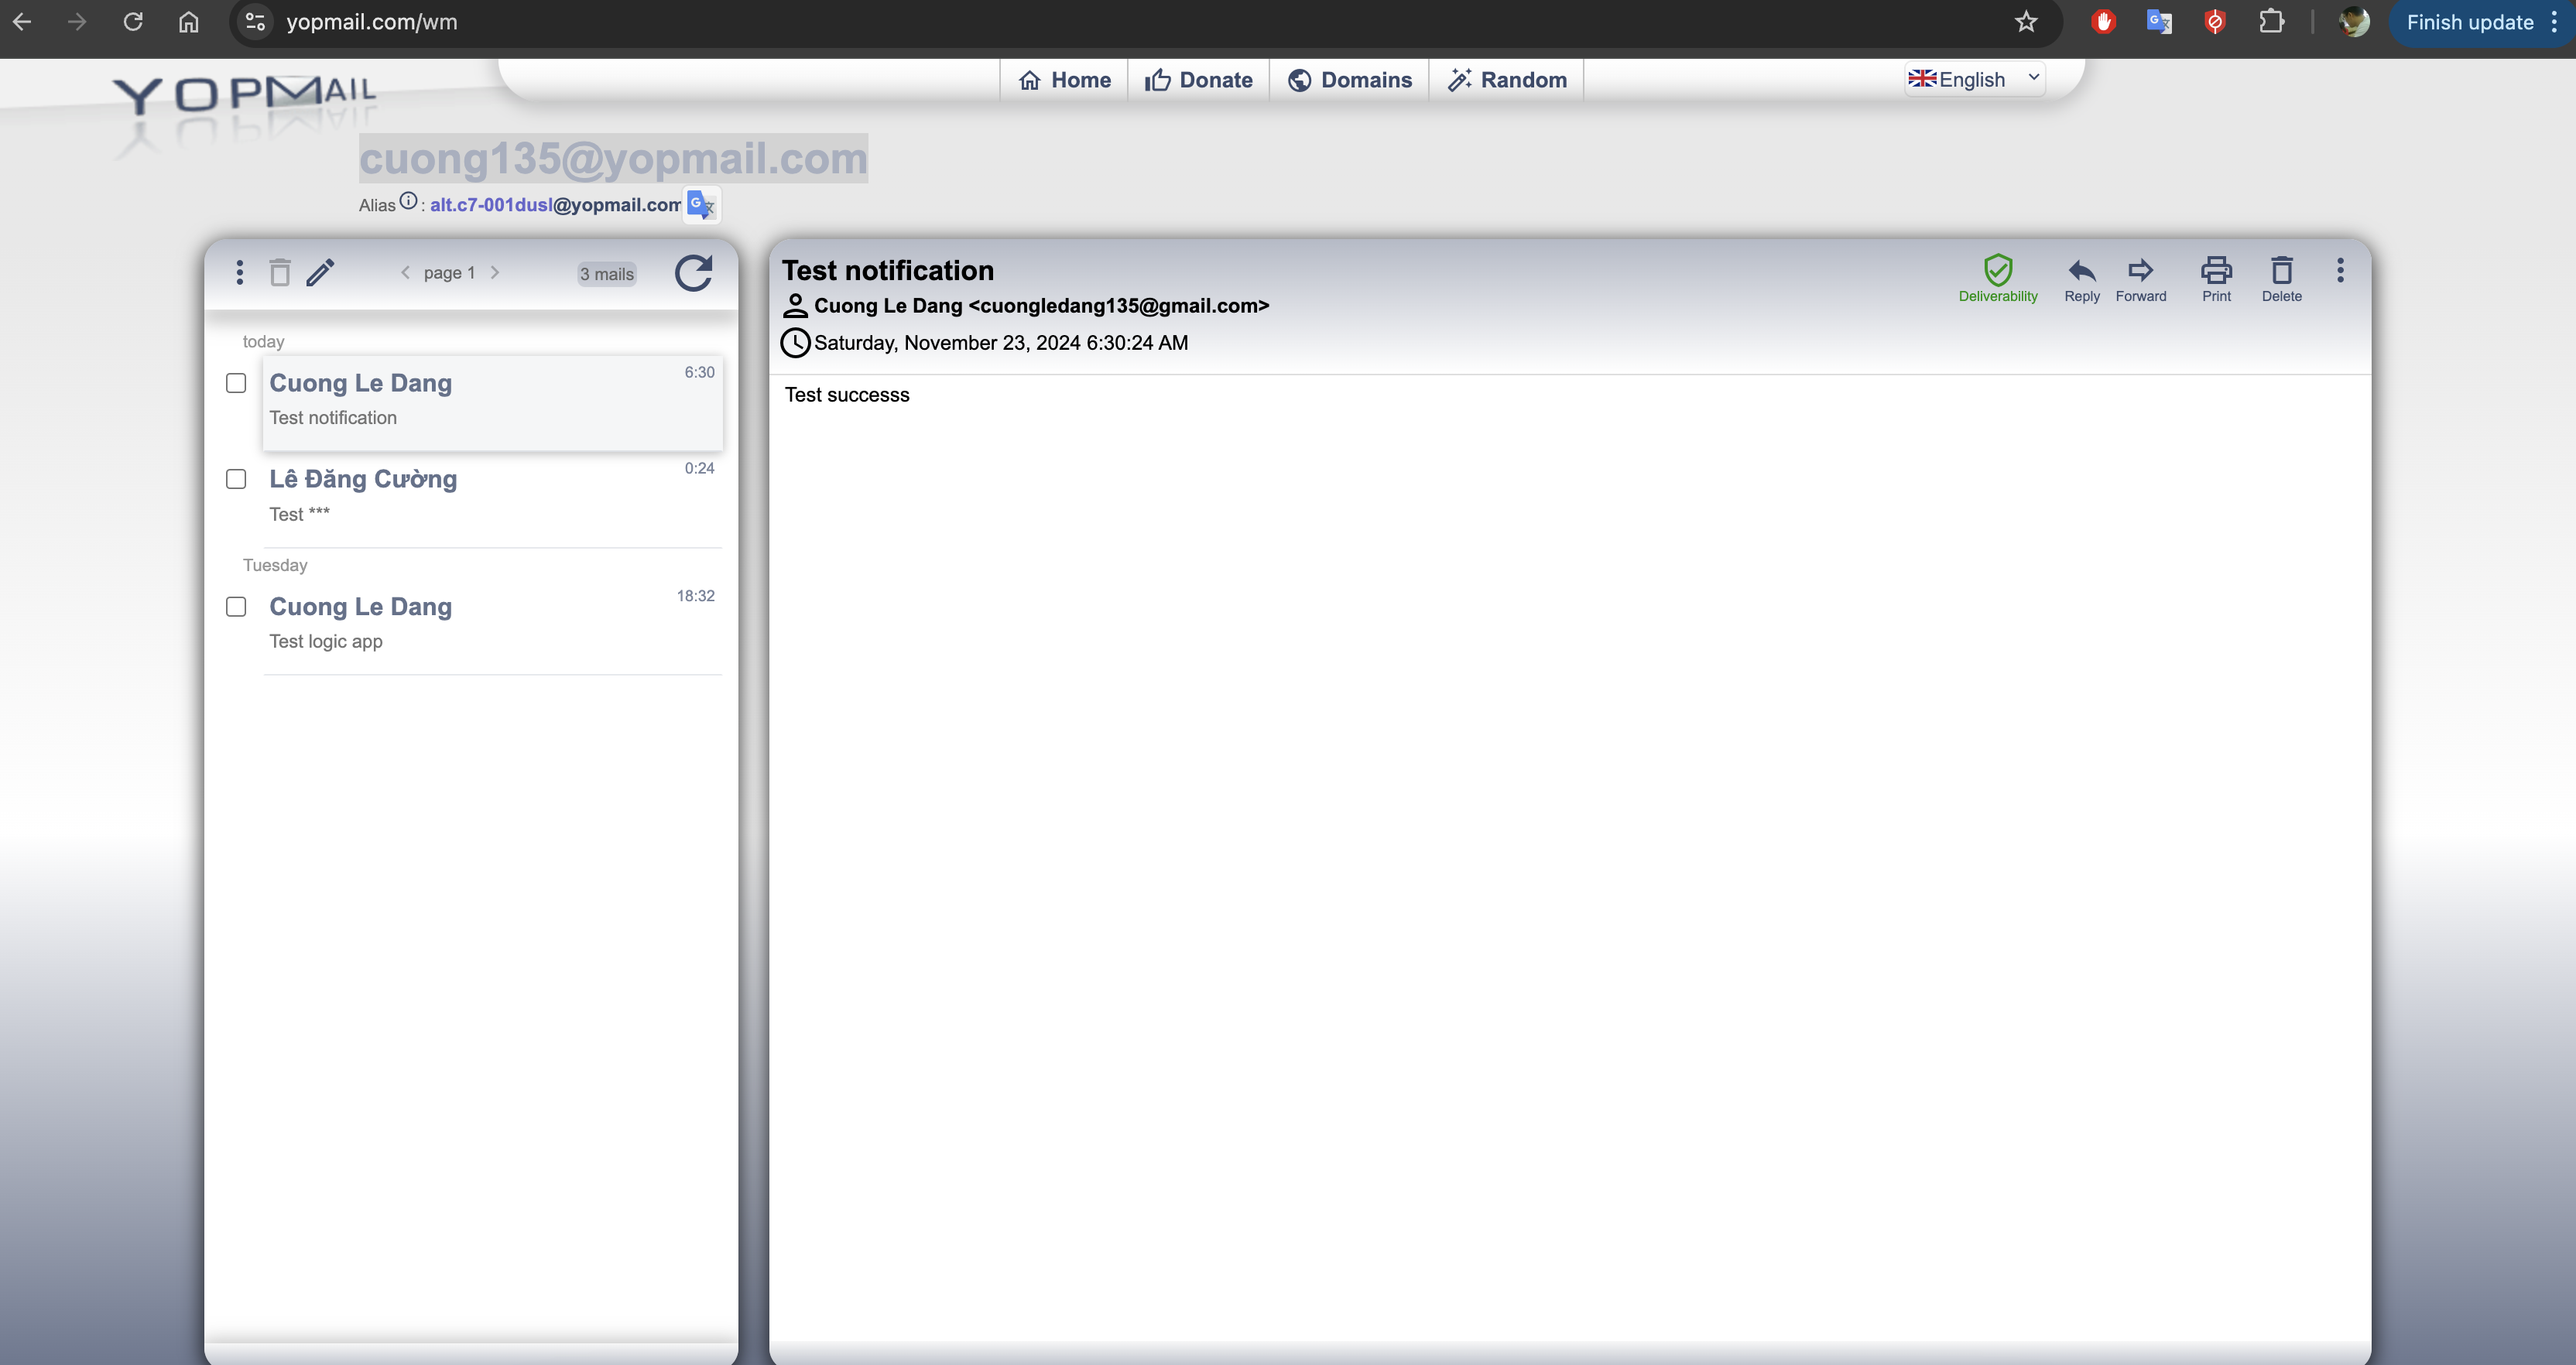 yopmail.com/wm
Finish update
YOPMAIL
Home
Donate
Domains
Random
English
cuong135@yopmail.com
Alias : alt.c7-001dusl@yopmail.com
page 1
3 mails
today
Cuong Le Dang
6:30
Test notification
Lê Đăng Cường
0:24
Test ***
Tuesday
Cuong Le Dang
18:32
Test logic app
Test notification
Cuong Le Dang <cuongledang135@gmail.com>
Saturday, November 23, 2024 6:30:24 AM
Deliverability
Reply
Forward
Print
Delete
Test successs